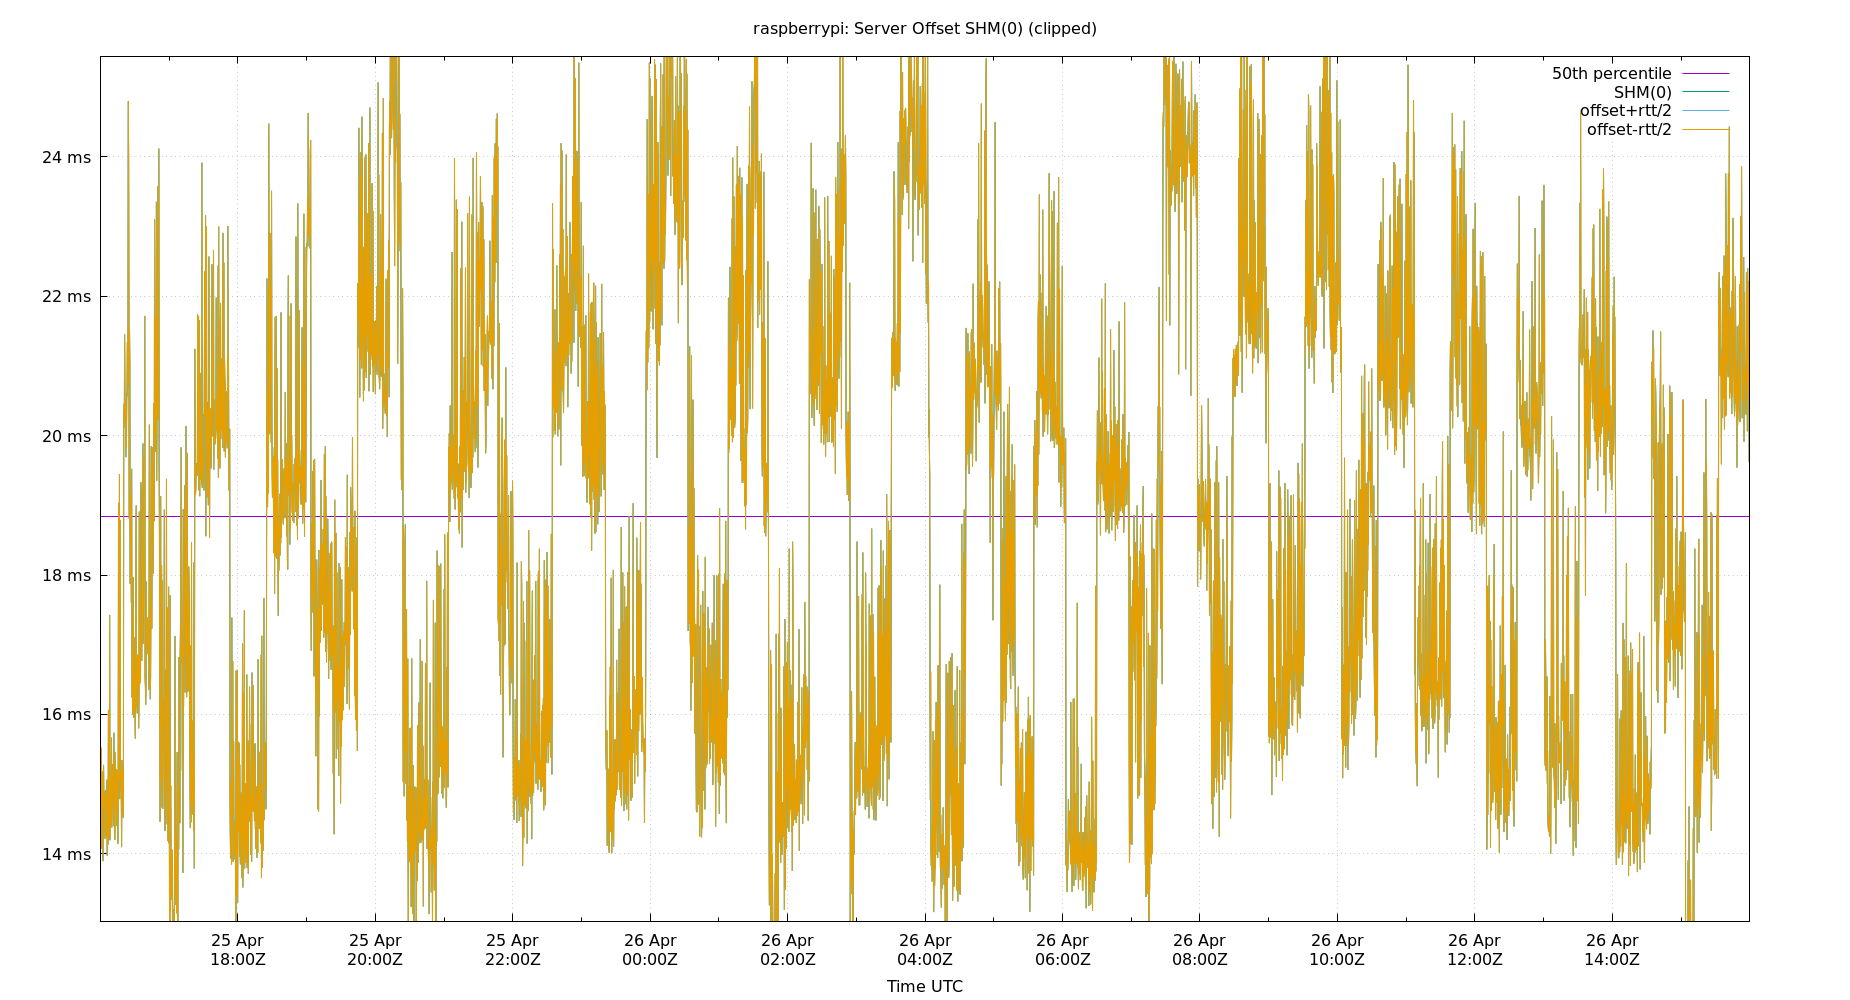 raspberrypi: Server Offset SHM(0) (clipped)
50th percentile
SHM(0)
offset+rtt/2
offset-rtt/2
24 ms
22 ms
20 ms
18 ms
16 ms
14 ms
25 Apr 25 Apr 25 Apr 26 Apr 26 Apr 26 Apr 26 Apr 26 Apr 26 Apr 26 Apr 26 Apr
18:00Z 20:00Z 22:00Z 00:00Z 02:00Z 04:00Z 06:00Z 08:00Z 10:00Z 12:00Z 14:00Z
Time UTC